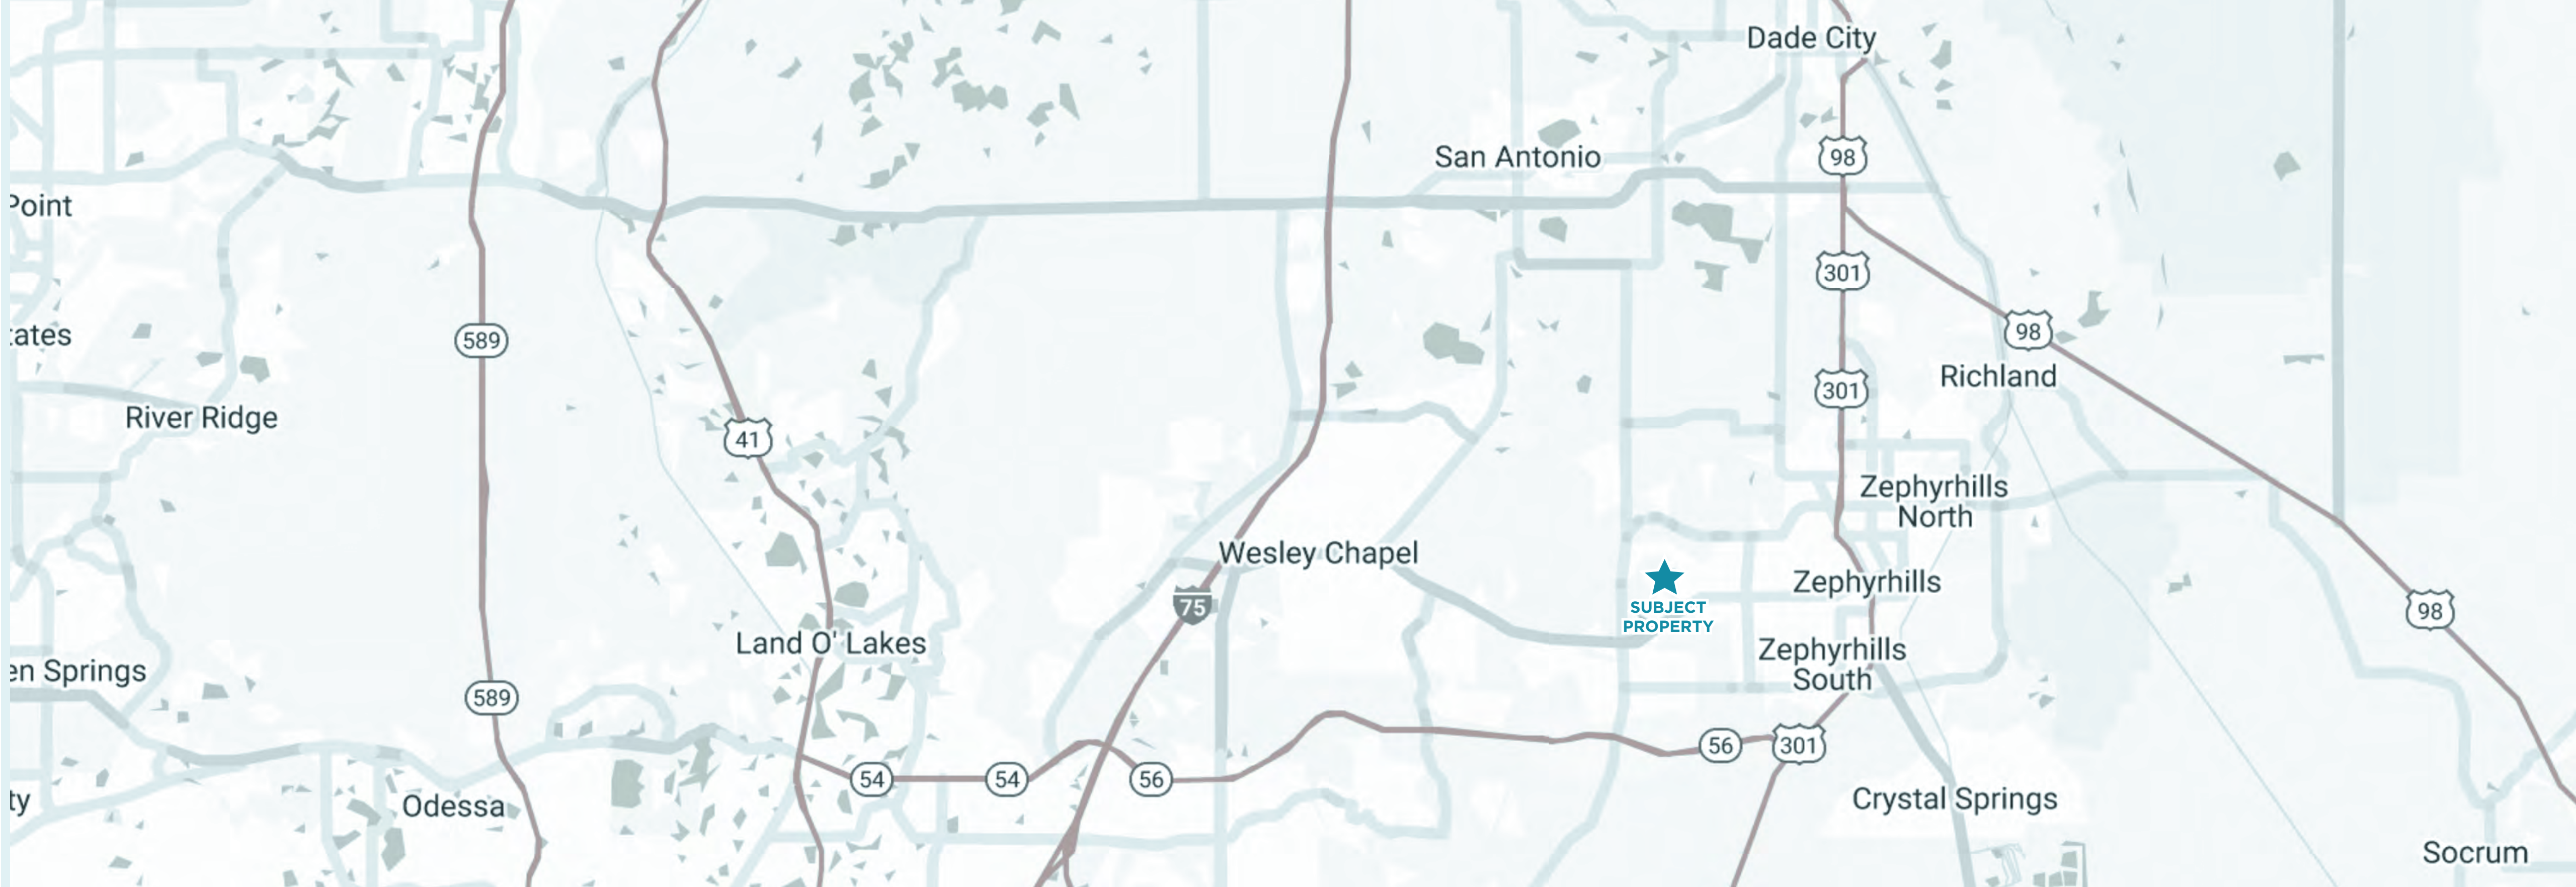 Dade City
98
San Antonio
Point
301
98
589
tates
301
Richland
River Ridge
41
Zephyrhills
North
Wesley Chapel
75
SUBJECT
PROPERTY
Zephyrhills
98
Land O' Lakes
Zephyrhills
South
en Springs
589
56
301
54
54
56
ty
Odessa
Crystal Springs
Socrum